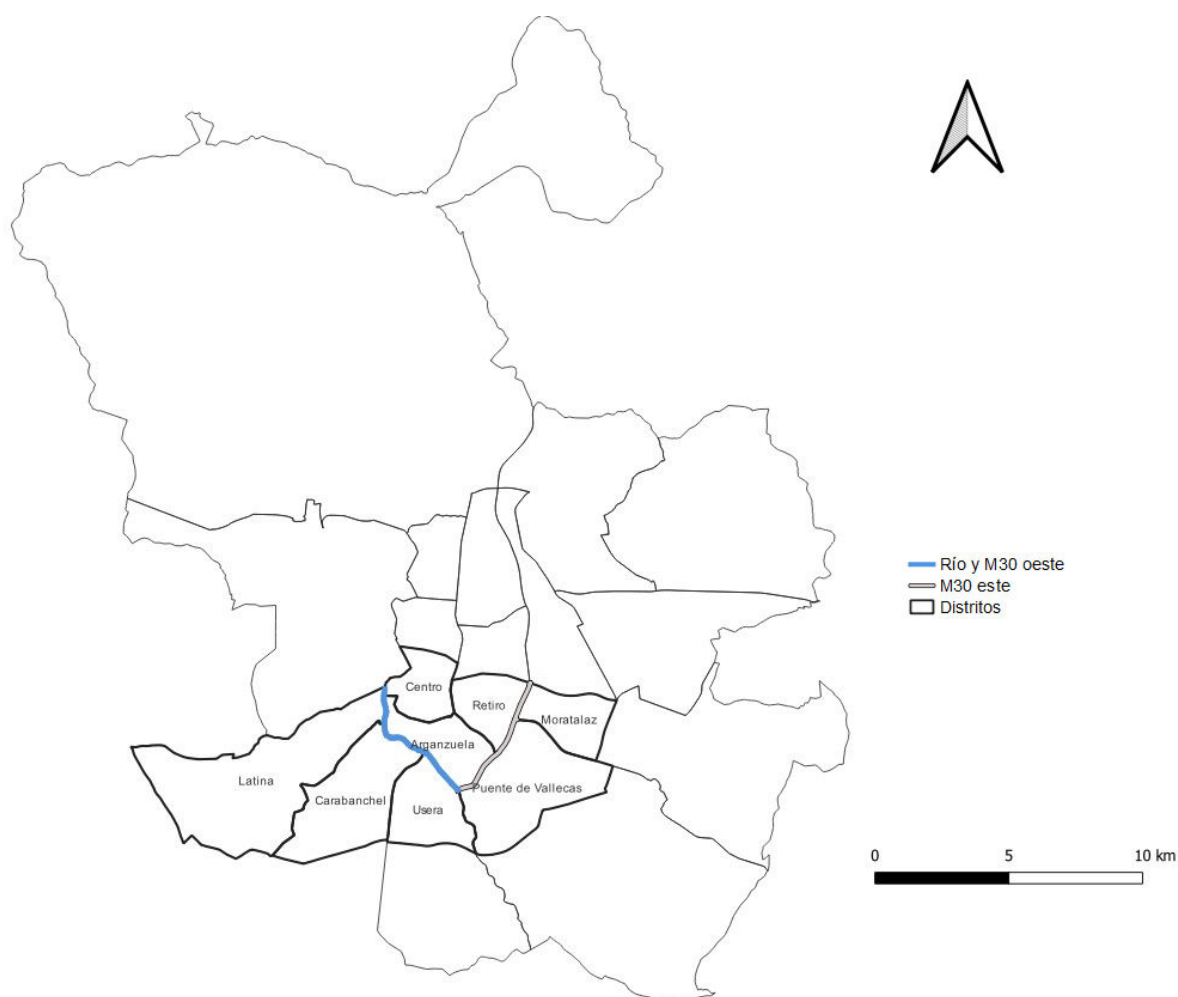 Río y M30 oeste
M30 este
Distritos
Centro
Retiro
Moratalaz
Arganzuela
Latina
Puente de Vallecas
Carabanchel
Usera
0 5 10 km